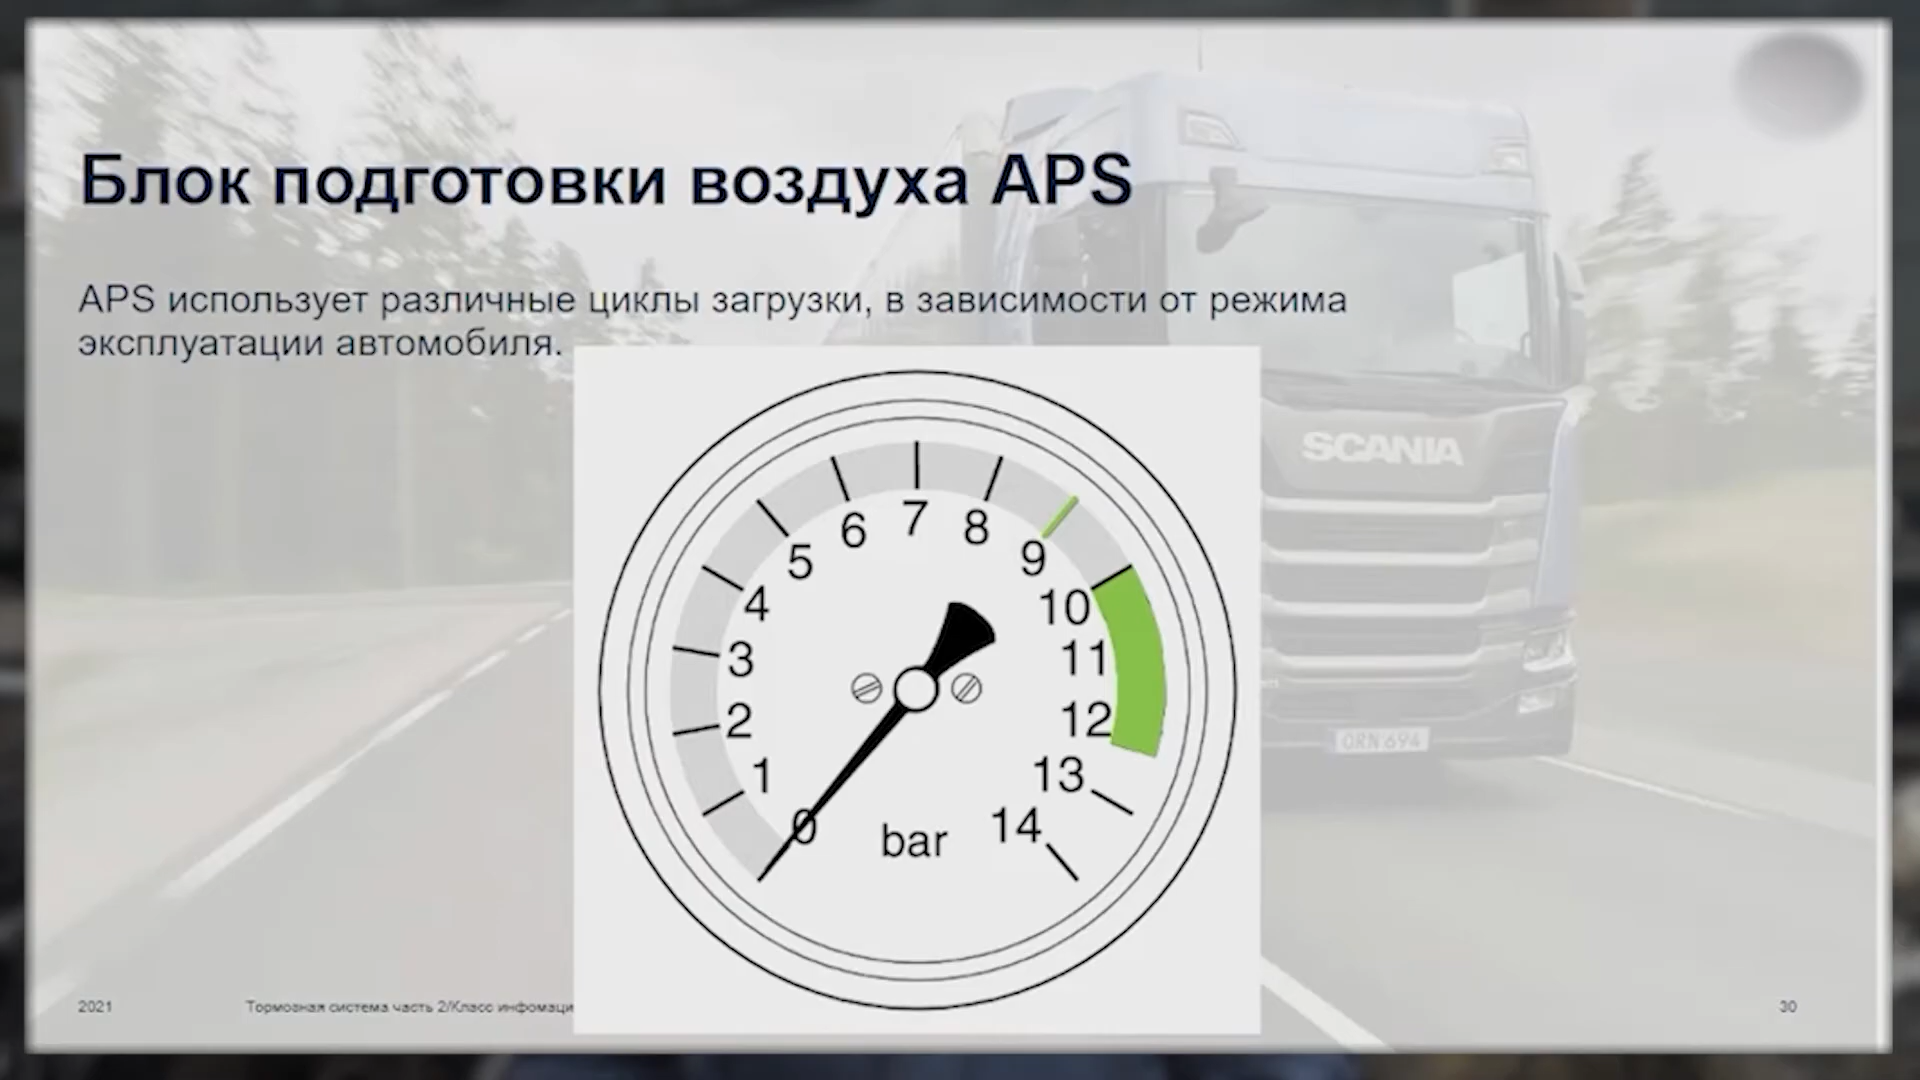 Блок подготовки воздуха APS
APS использует различные циклы загрузки, в зависимости от режима
эксплуатации автомобиля.
SCANIA
7
6
8
5
9
4
10
3
11
2
12
1
13
0
bar
14
ORN 694
2021
Тормозная система часть 2/Класс инфомаци
30